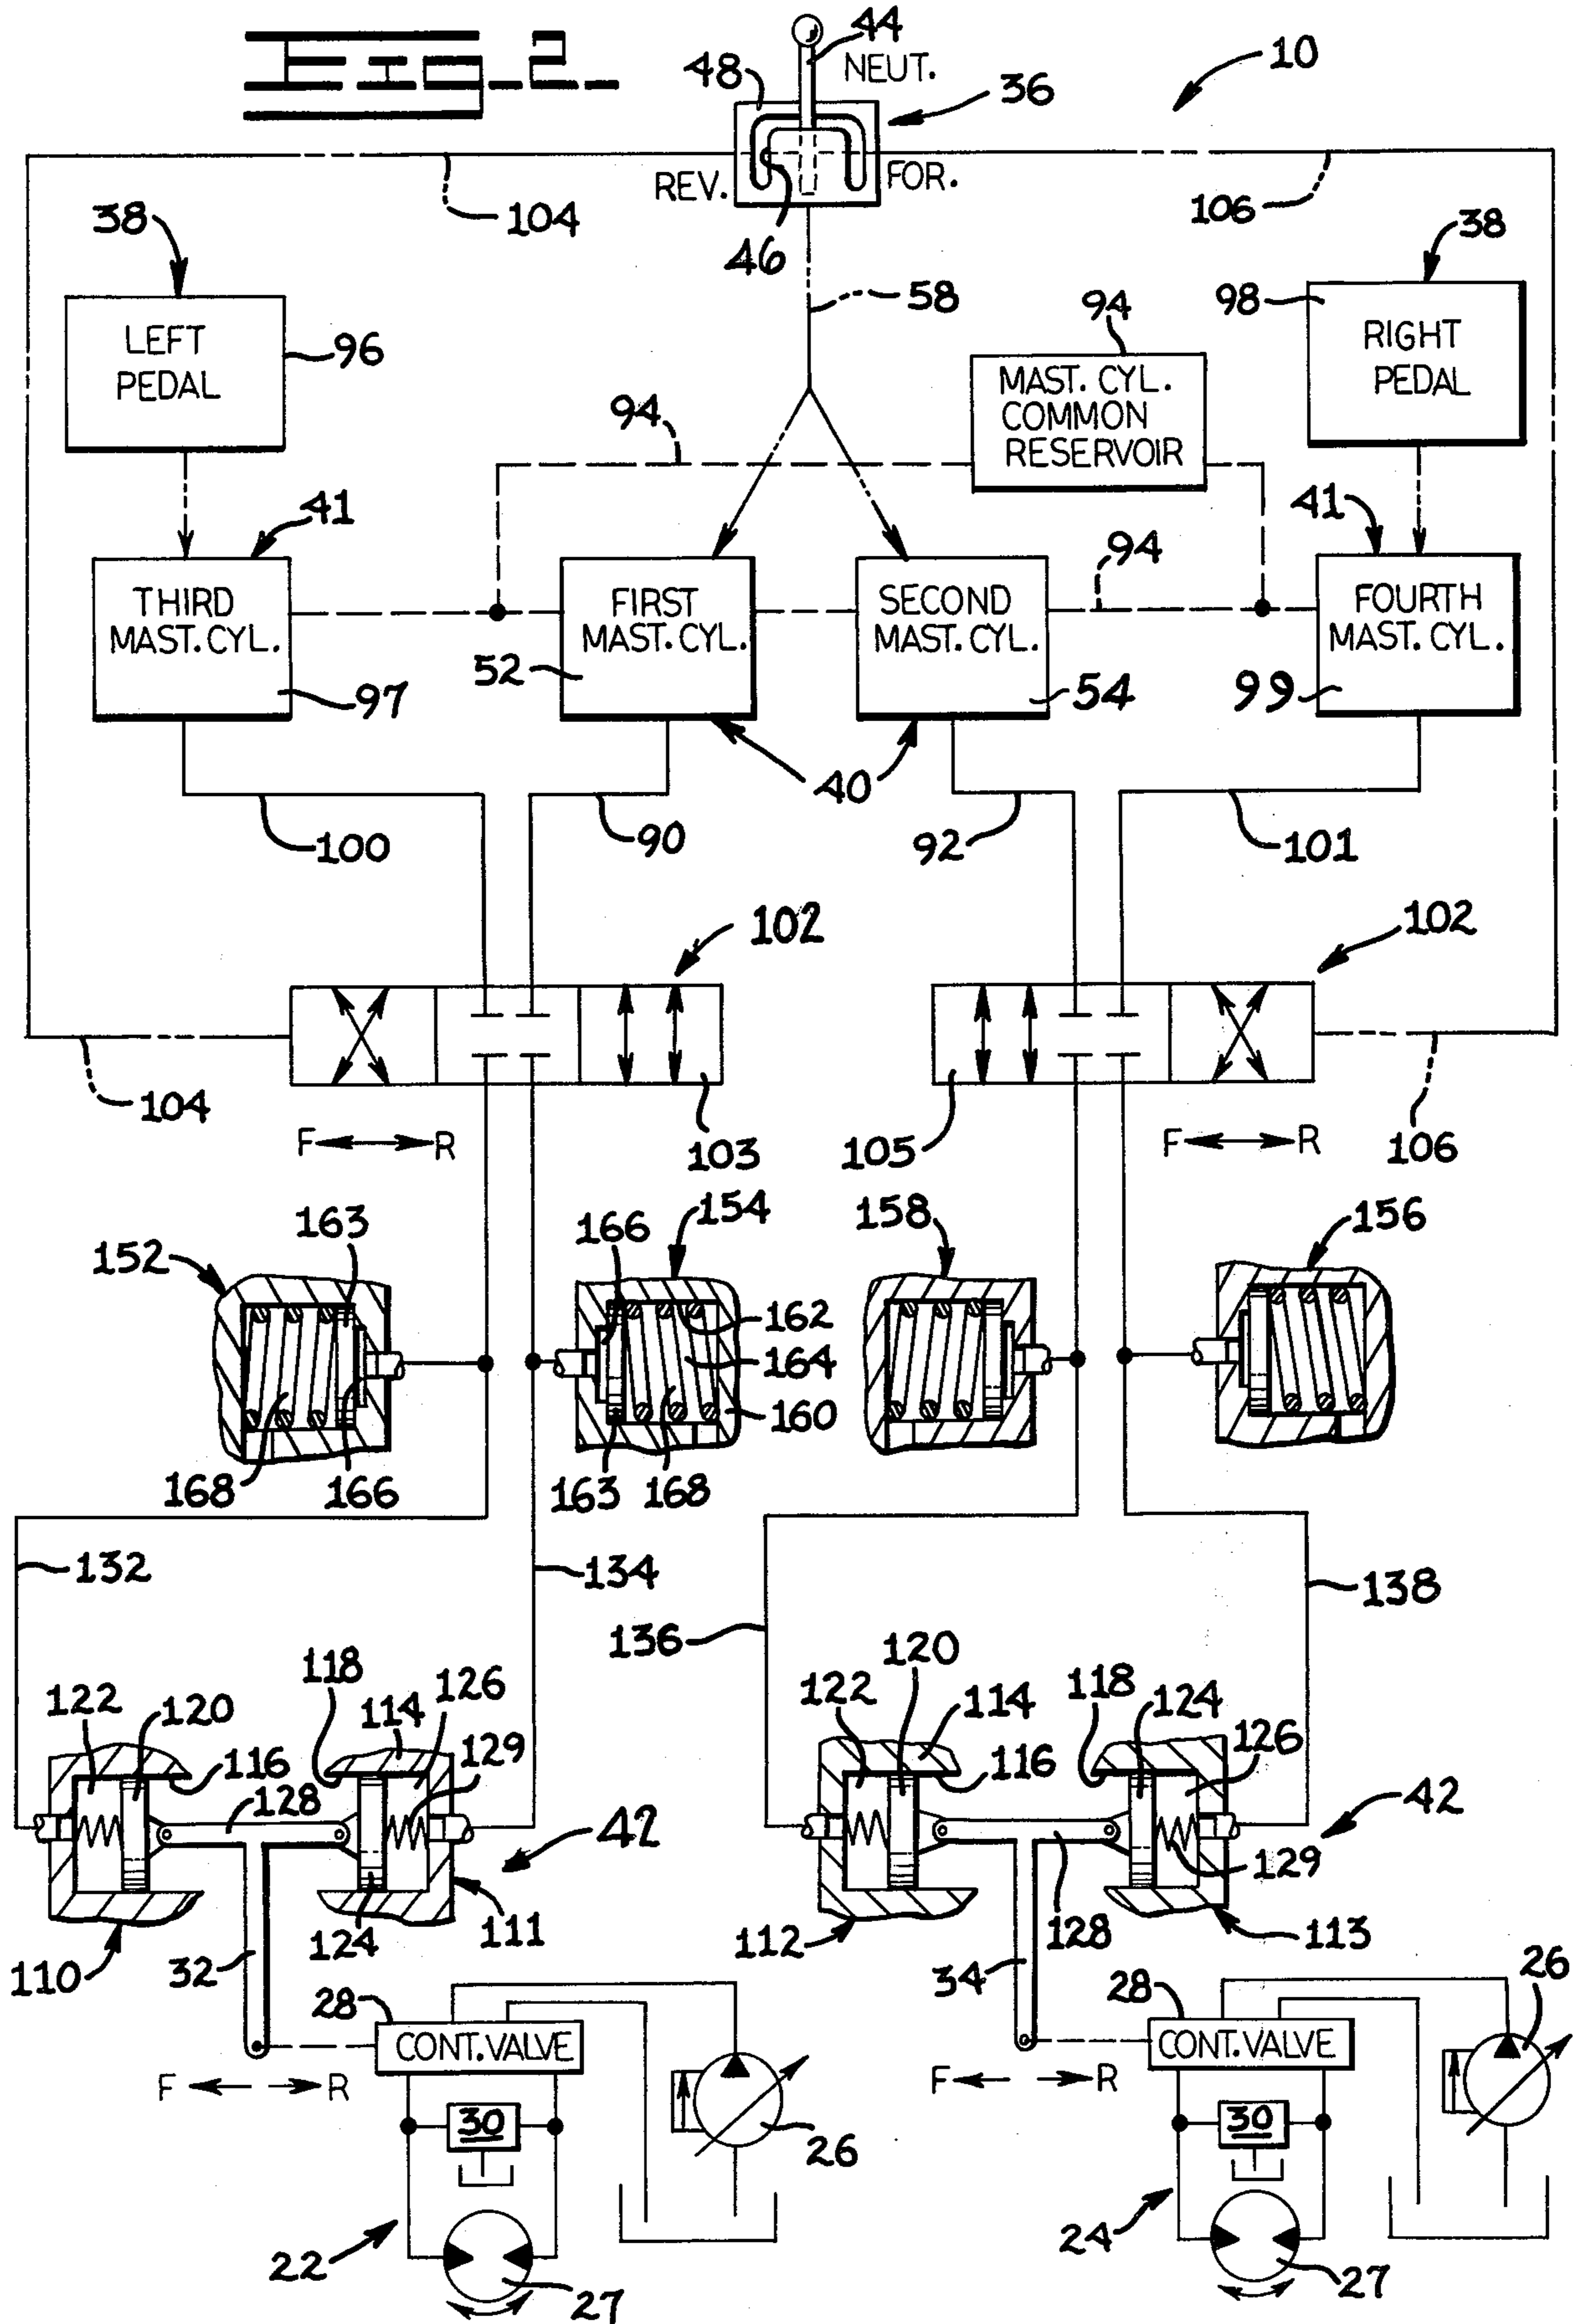 FIG-2-
44
NEUT.
10
48
36
REV.
FOR.
104
46
106
38
38
58
LEFT
PEDAL
96
94
98
RIGHT
PEDAL
MAST. CYL.
COMMON
RESERVOIR
94
41
41
94
THIRD
MAST. CYL.
FIRST
MAST. CYL.
SECOND
MAST. CYL.
FOURTH
MAST. CYL.
97
52
54
99
40
100
90
92
101
102
102
104
103
105
106
F
R
F
R
152
163
166
154
158
156
162
164
160
168
166
163
168
132
134
136
138
122
120
118
114
126
129
116
128
42
122
120
114
118
124
126
116
42
129
128
110
32
124
111
112
34
113
28
CONT. VALVE
26
28
CONT. VALVE
26
F
R
F
R
30
30
22
27
24
27